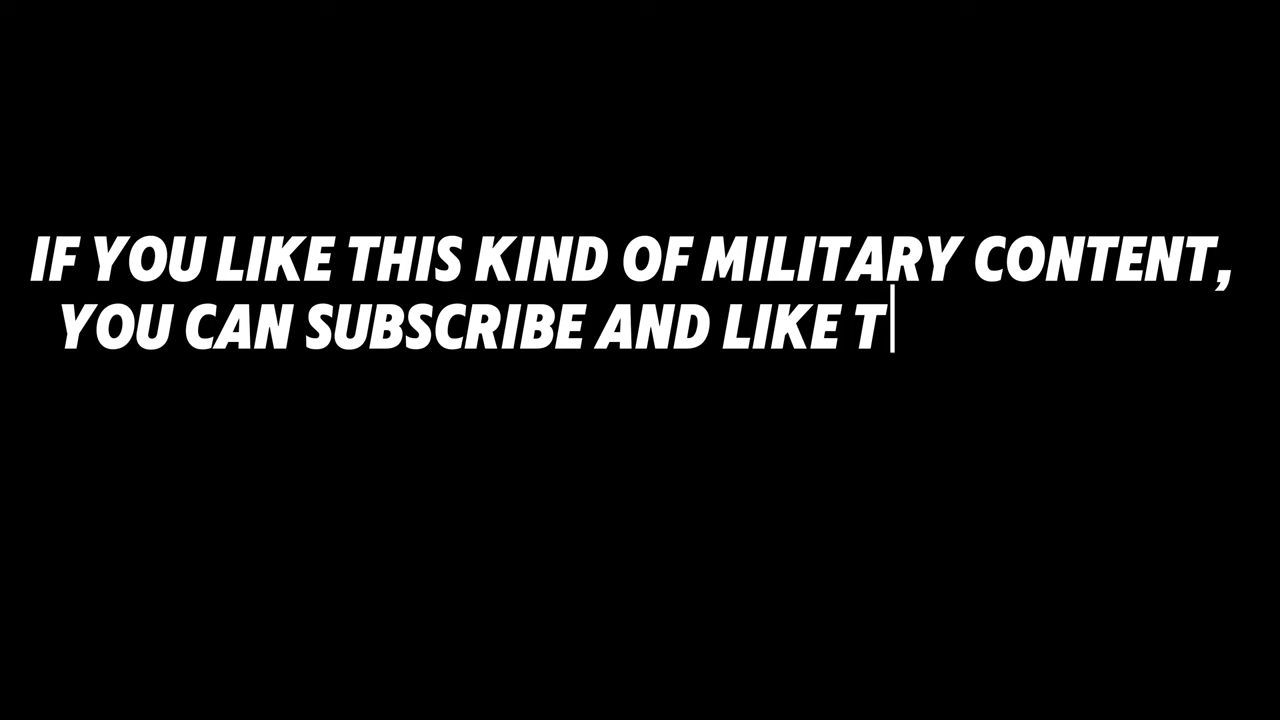 IF YOU LIKE THIS KIND OF MILITARY CONTENT,
YOU CAN SUBSCRIBE AND LIKE T